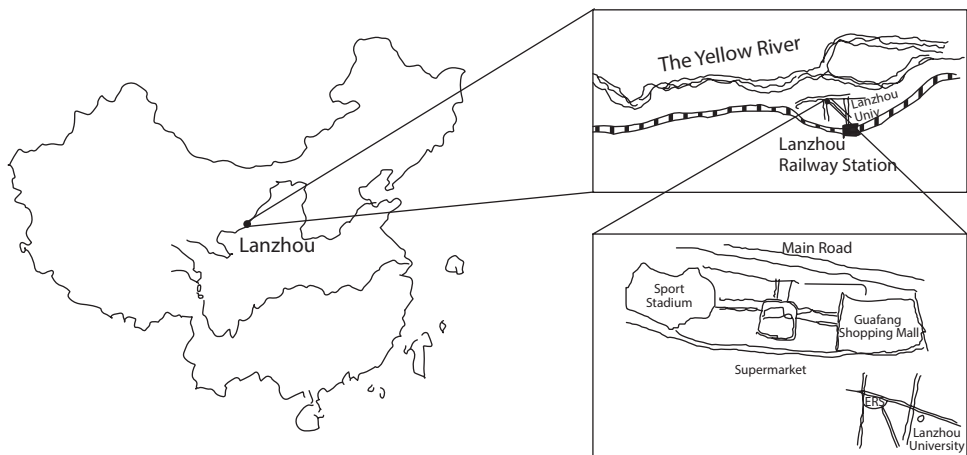 Lanzhou
The Yellow River
Lanzhou
Univ
Lanzhou
Railway Station
Main Road
Sport
Stadium
Guafang
Shopping Mall
Supermarket
ERS
Lanzhou
University